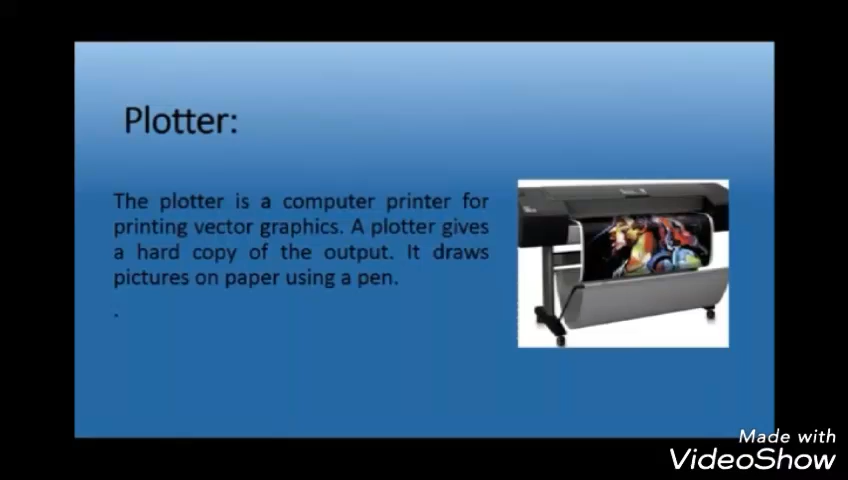 Plotter:
The plotter is a computer printer for
printing vector graphics. A plotter gives
a hard copy of the output. It draws
pictures on paper using a pen.
.
Made with
VideoShow